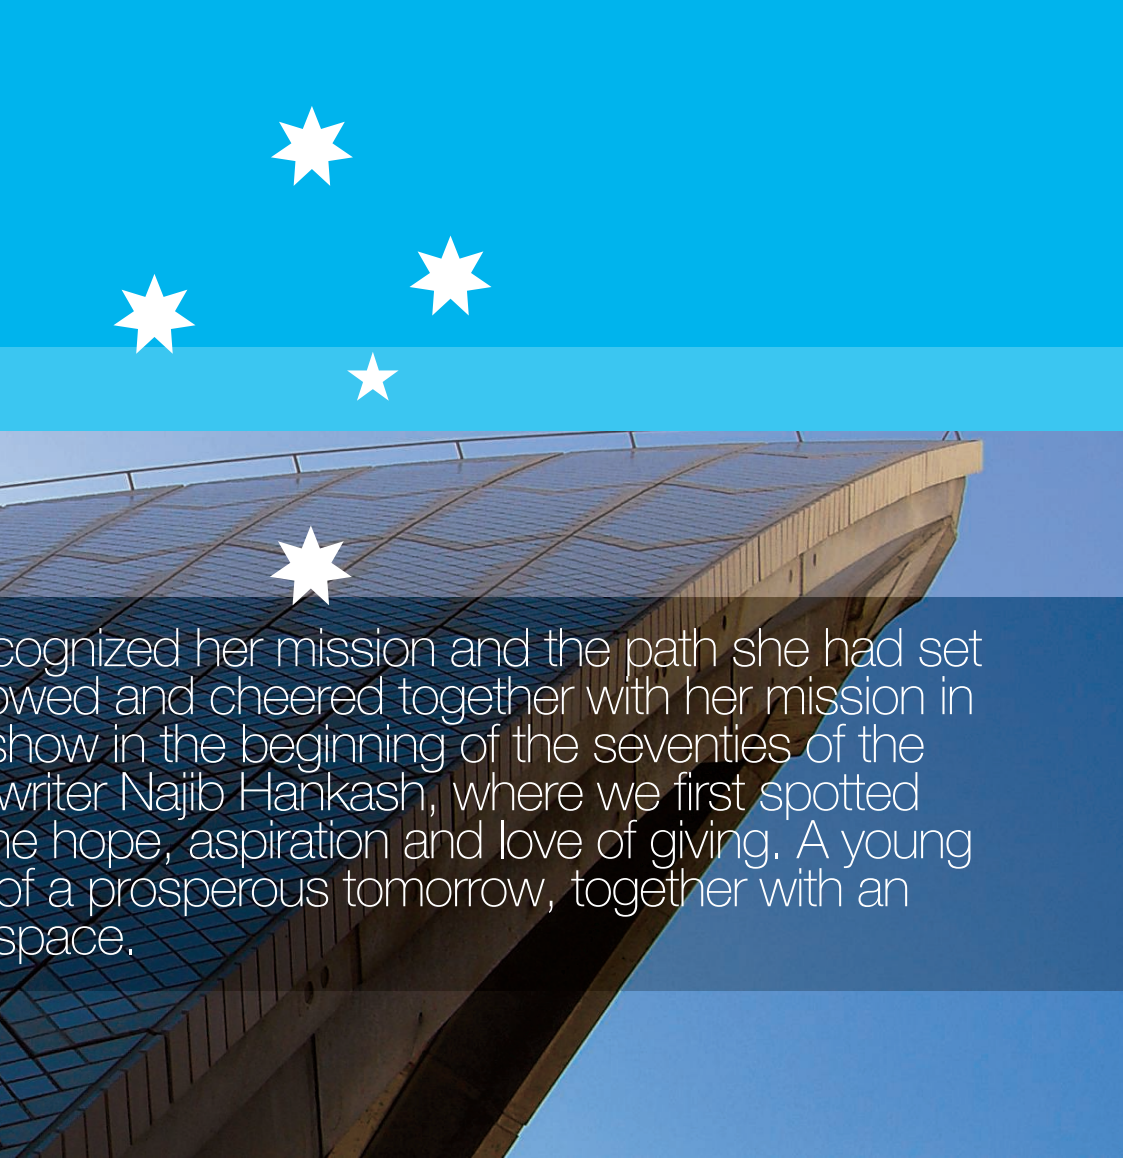 cognized her mission and the path she had set
owed and cheered together with her mission in
show in the beginning of the seventies of the
writer Najib Hankash, where we first spotted
he hope, aspiration and love of giving. A young
of a prosperous tomorrow, together with an
space.